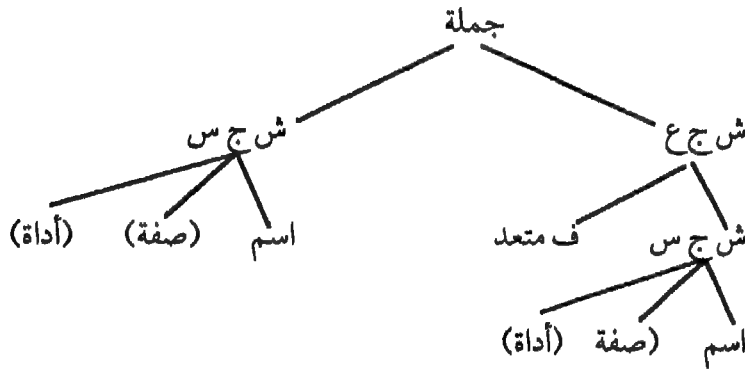 جملة
ش ج ع ش ج س
ش ج س ف متعد اسم (صفة) (أداة)
اسم (صفة (أداة)